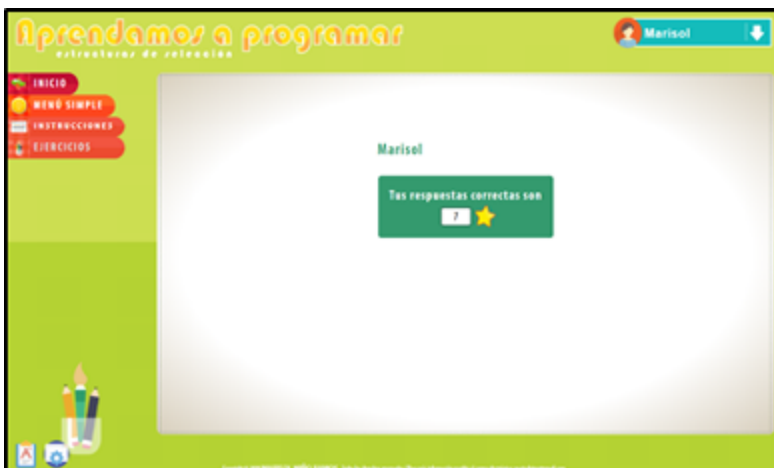 Aprendamos a programar
estructuras de selección
Marisol
INICIO
MENÚ SIMPLE
INSTRUCCIONES
EJERCICIOS
Marisol
Tus respuestas correctas son
7